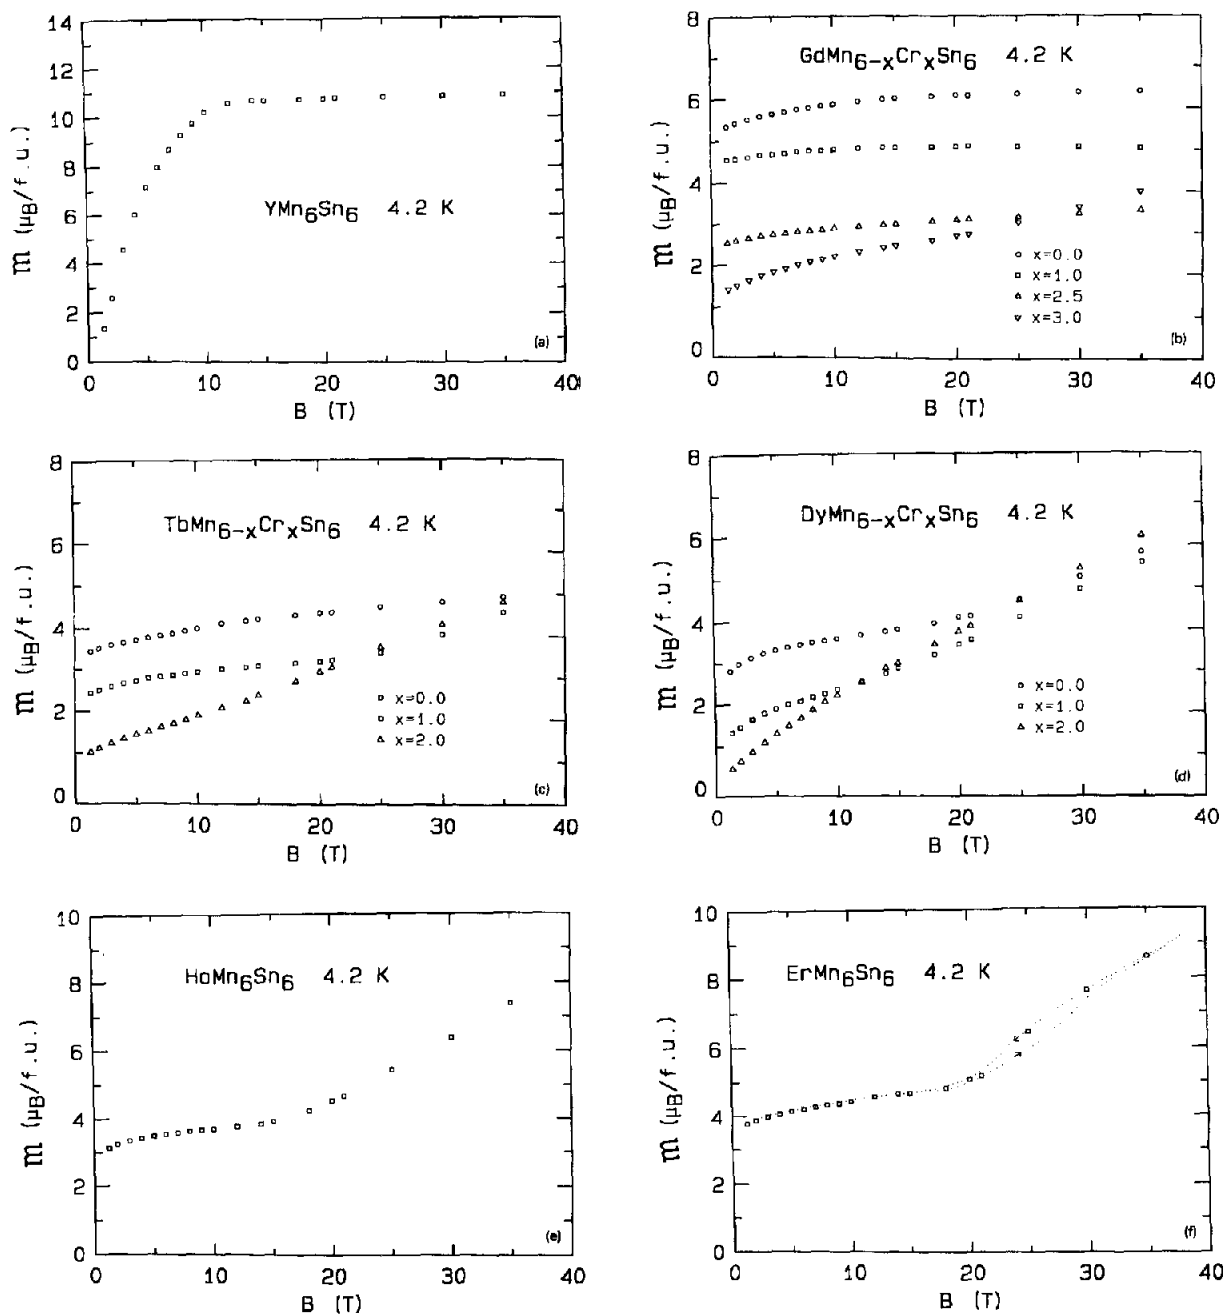 14
12
10
8
6
4
2
0
m (μB/f.u.)
YMn6Sn6 4.2 K
(a)
0 10 20 30 40
B (T)
8
6
4
2
0
m (μB/f.u.)
GdMn6-xCrxSn6 4.2 K
○ x=0.0
□ x=1.0
△ x=2.5
▽ x=3.0
(b)
0 10 20 30 40
B (T)
8
6
4
2
0
m (μB/f.u.)
TbMn6-xCrxSn6 4.2 K
○ x=0.0
□ x=1.0
△ x=2.0
(c)
0 10 20 30 40
B (T)
8
6
4
2
0
m (μB/f.u.)
DyMn6-xCrxSn6 4.2 K
○ x=0.0
□ x=1.0
△ x=2.0
(d)
0 10 20 30 40
B (T)
10
8
6
4
2
0
m (μB/f.u.)
HoMn6Sn6 4.2 K
(e)
0 10 20 30 40
B (T)
10
8
6
4
2
0
m (μB/f.u.)
ErMn6Sn6 4.2 K
(f)
0 10 20 30 40
B (T)